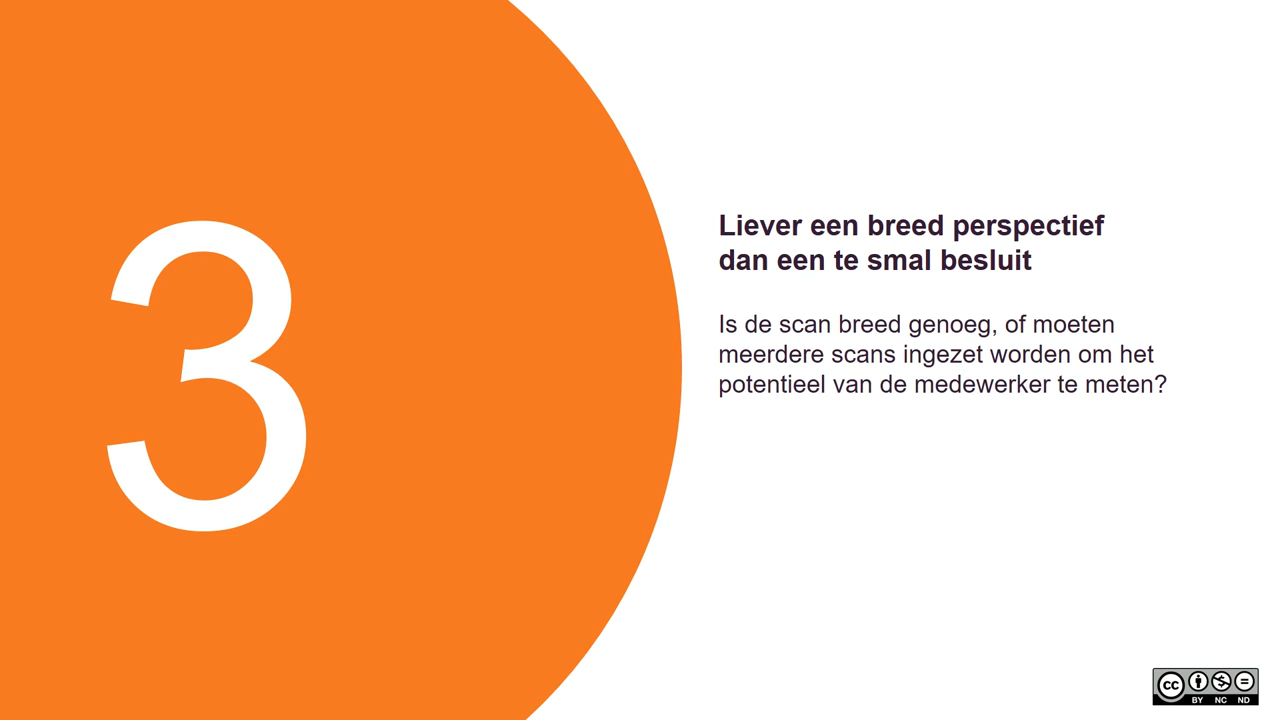 3
Liever een breed perspectief
dan een te smal besluit
Is de scan breed genoeg, of moeten
meerdere scans ingezet worden om het
potentieel van de medewerker te meten?
cc
BY NC ND